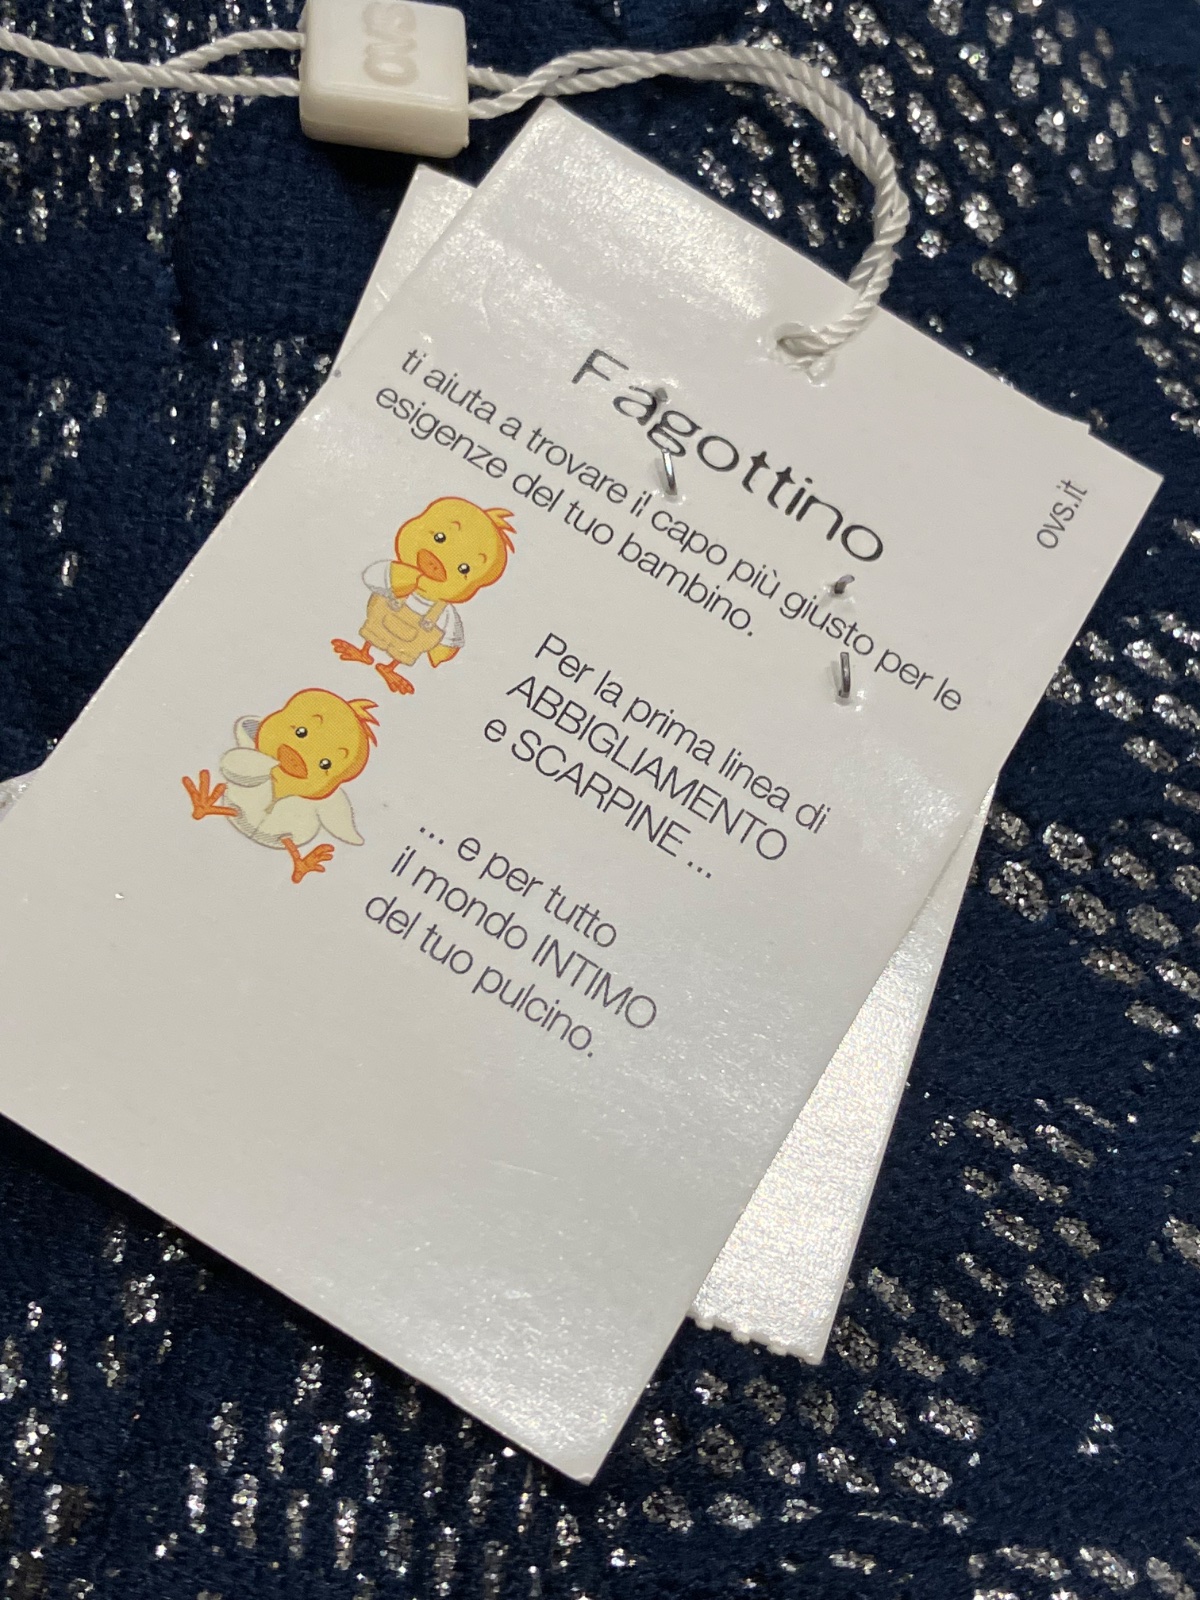 OVS
Fagottino
ti aiuta a trovare il capo più giusto per le
esigenze del tuo bambino.
ovs.it
Per la prima linea di
ABBIGLIAMENTO
e SCARPINE ...
... e per tutto
il mondo INTIMO
del tuo pulcino.